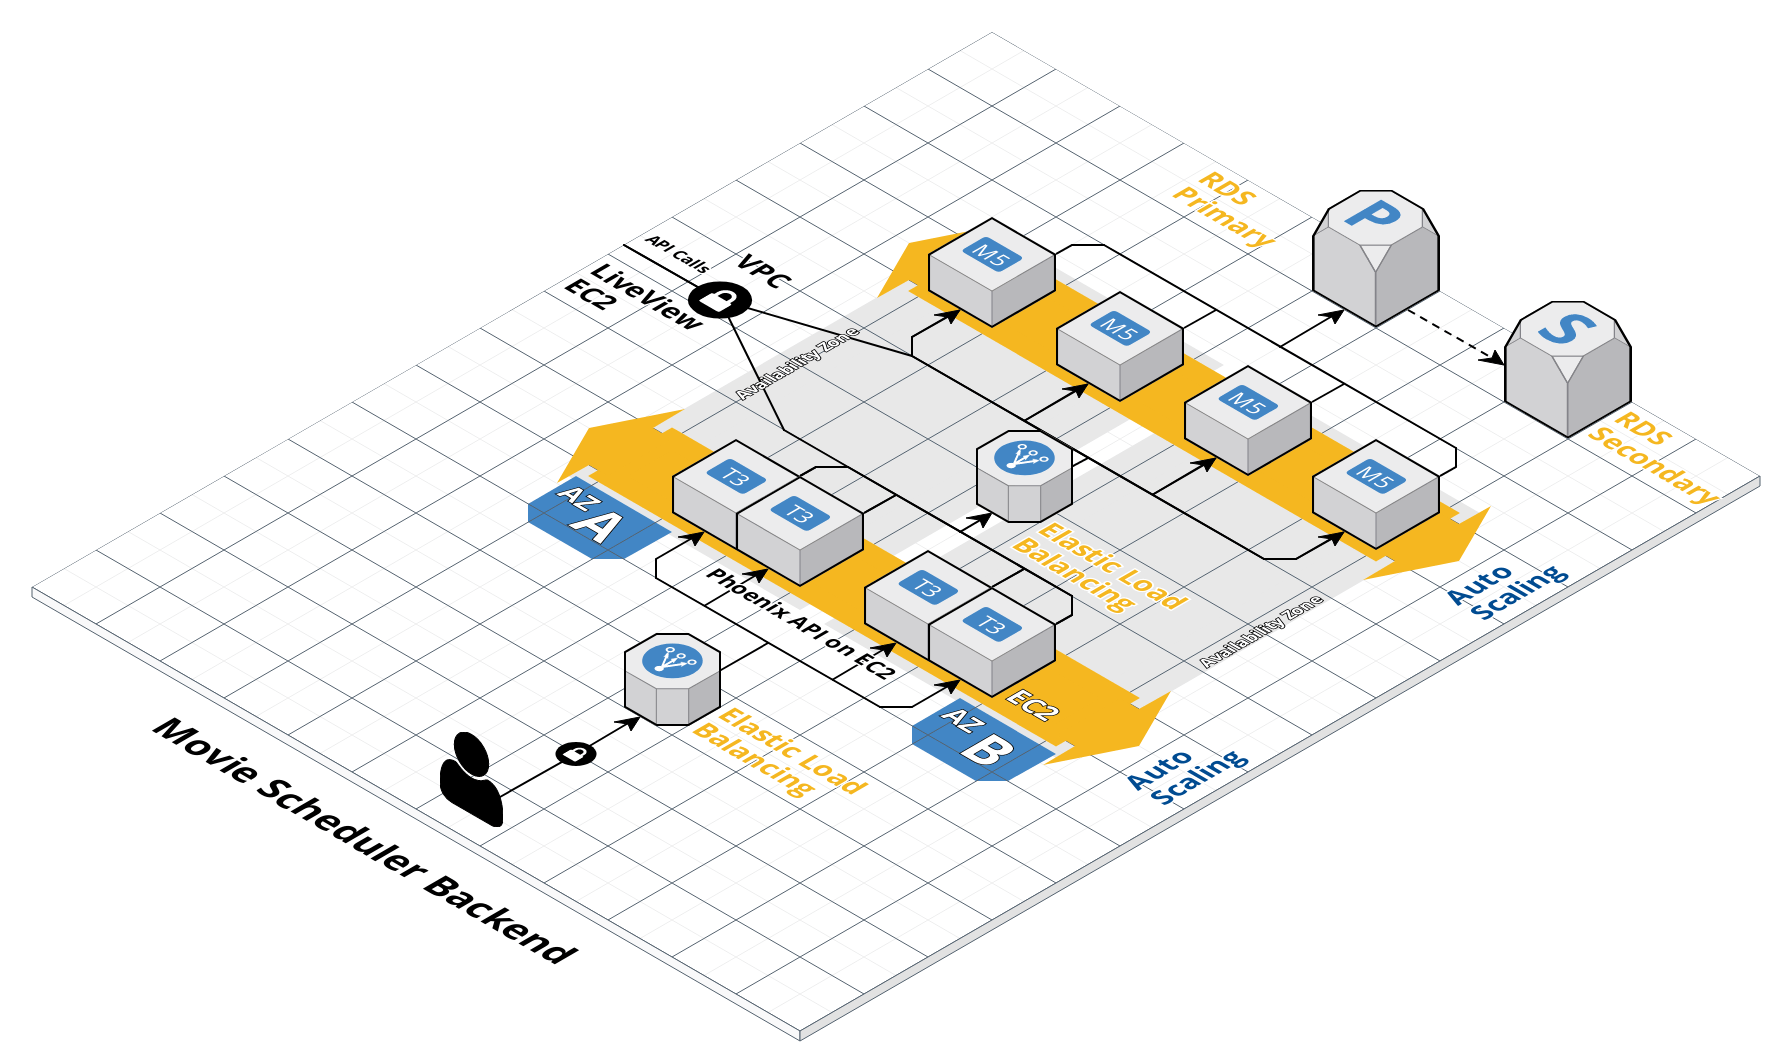 RDS
Primary
P
S
RDS
Secondary
API Calls
VPC
LiveView
EC2
M5
M5
M5
M5
Availability Zone
AZ
A
T3
T3
T3
T3
Elastic Load
Balancing
Auto
Scaling
Availability Zone
Phoenix API on EC2
EC2
AZ
B
Auto
Scaling
Elastic Load
Balancing
Movie Scheduler Backend